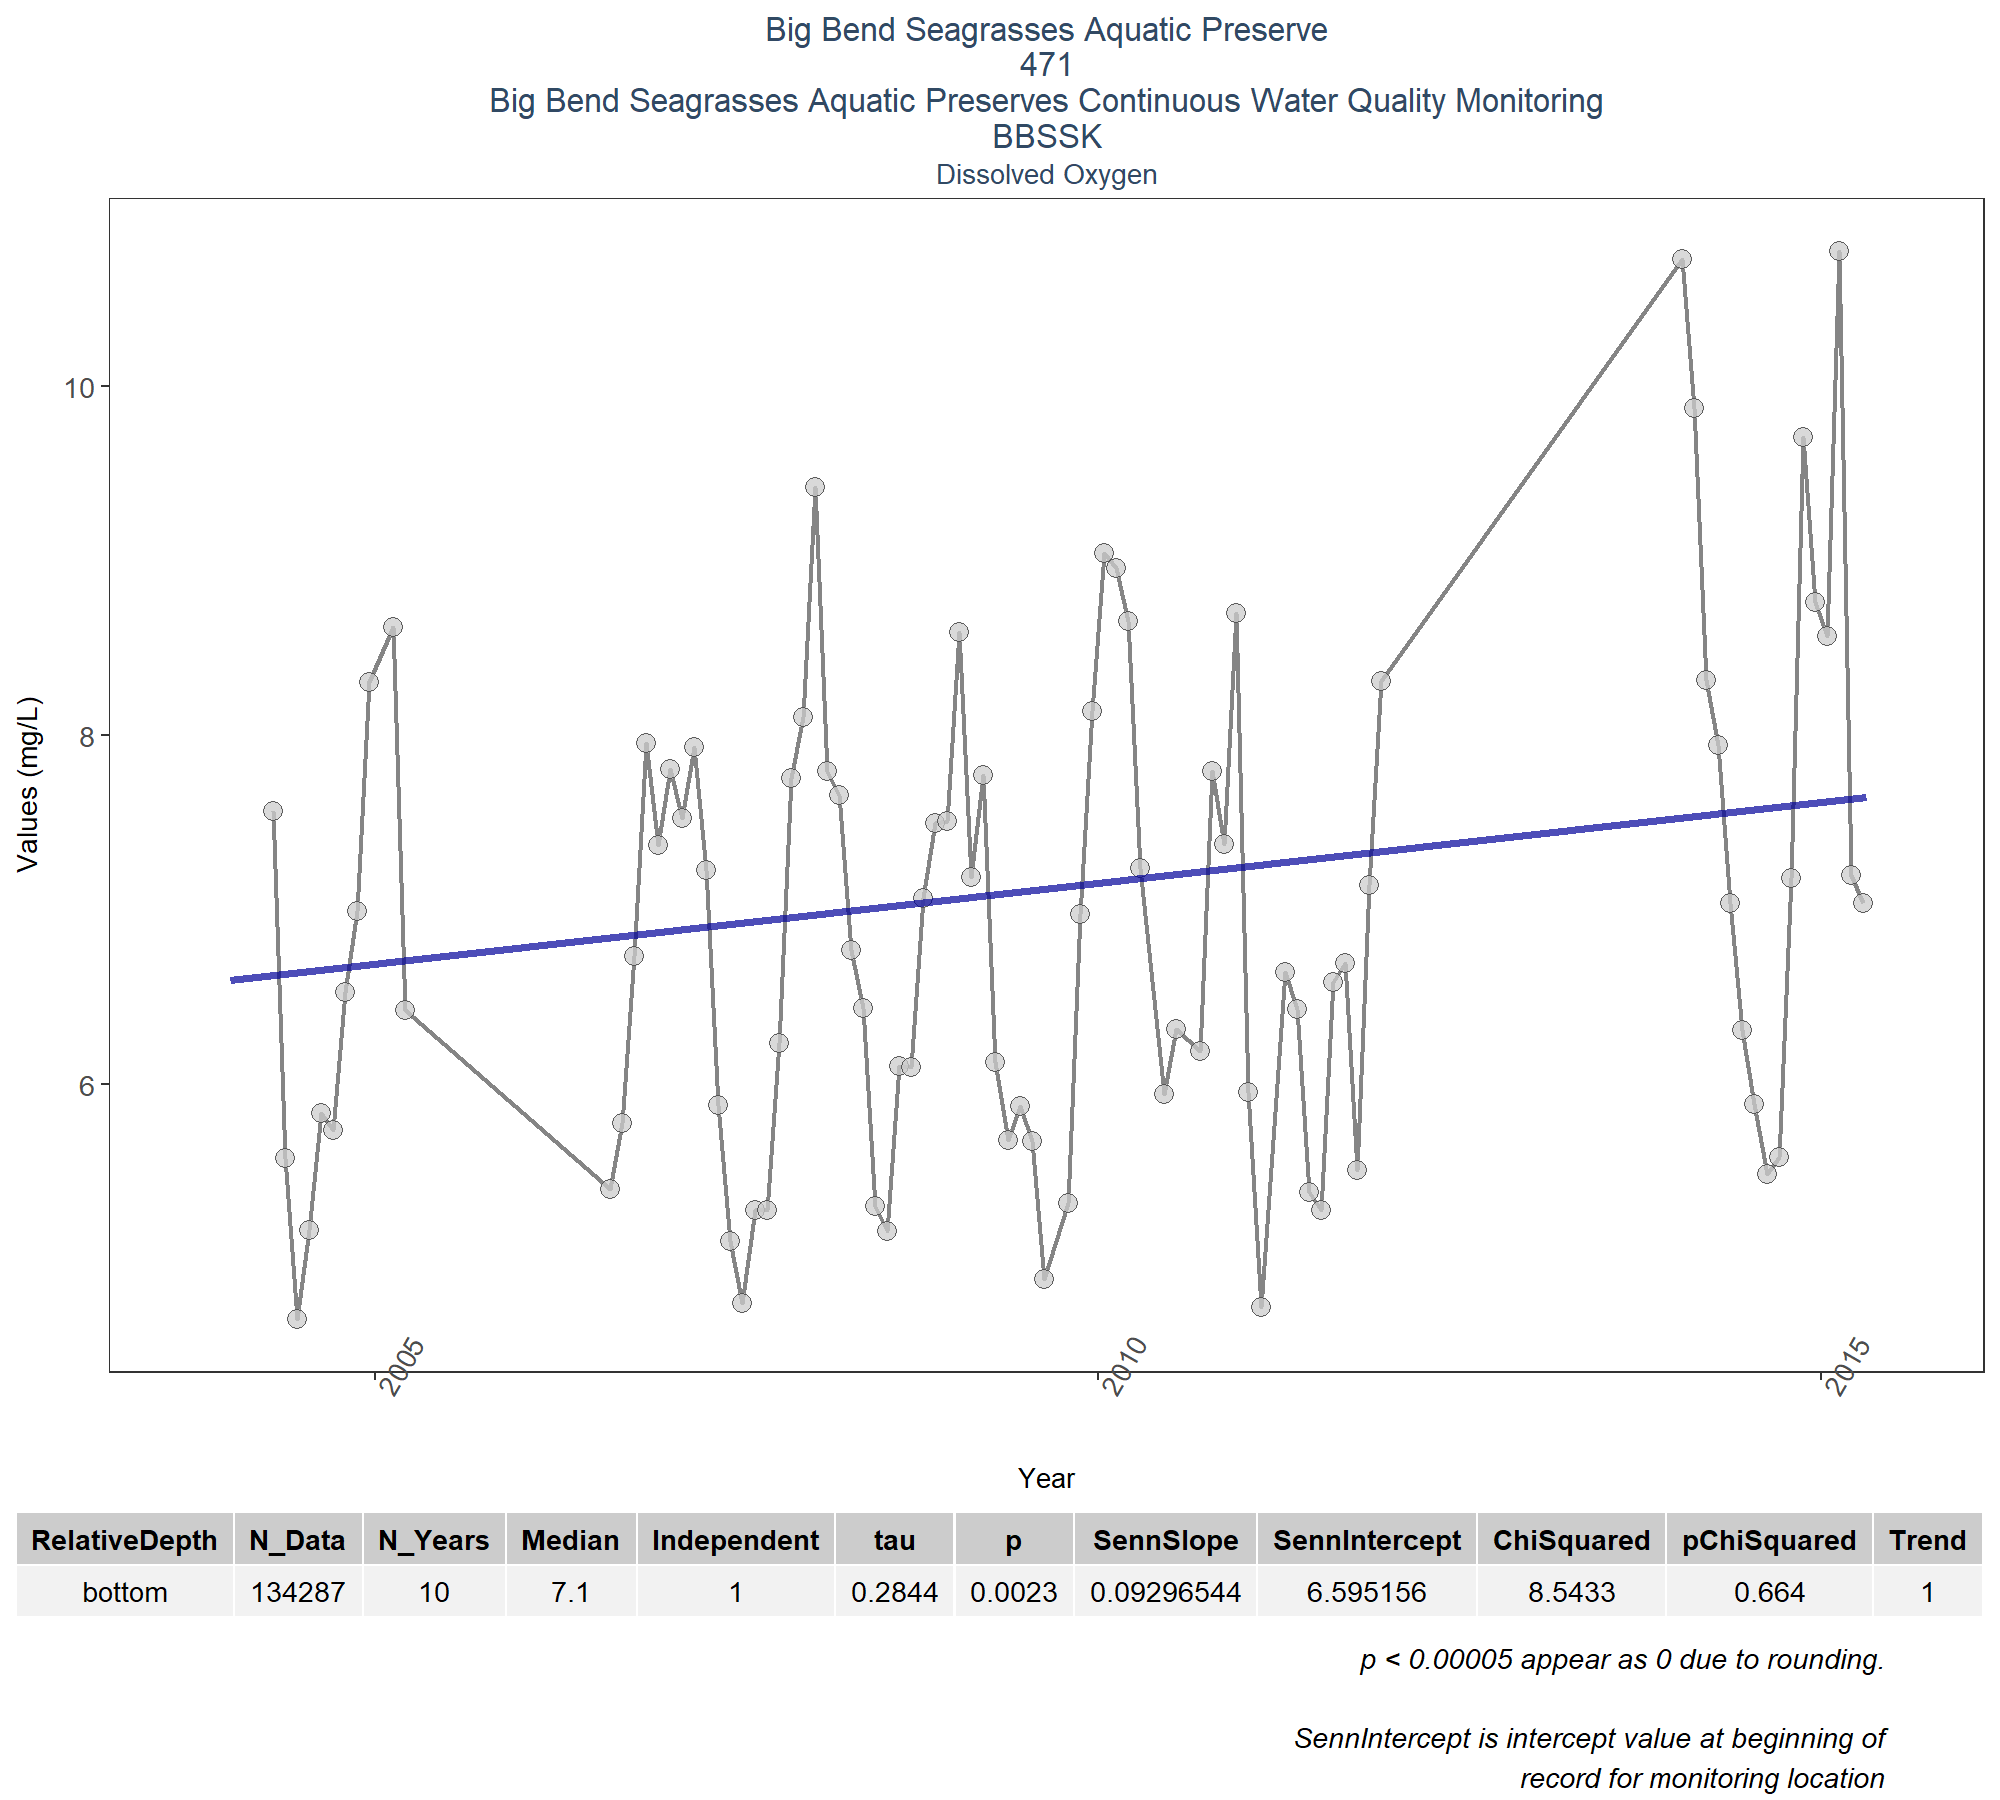 Big Bend Seagrasses Aquatic Preserve
471
Big Bend Seagrasses Aquatic Preserves Continuous Water Quality Monitoring
BBSSK
Dissolved Oxygen
Values (mg/L)
10
8
6
2005
2010
2015
Year
RelativeDepth N_Data N_Years Median Independent tau p SennSlope SennIntercept ChiSquared pChiSquared Trend
bottom 134287 10 7.1 1 0.2844 0.0023 0.09296544 6.595156 8.5433 0.664 1
p < 0.00005 appear as 0 due to rounding.
SennIntercept is intercept value at beginning of
record for monitoring location